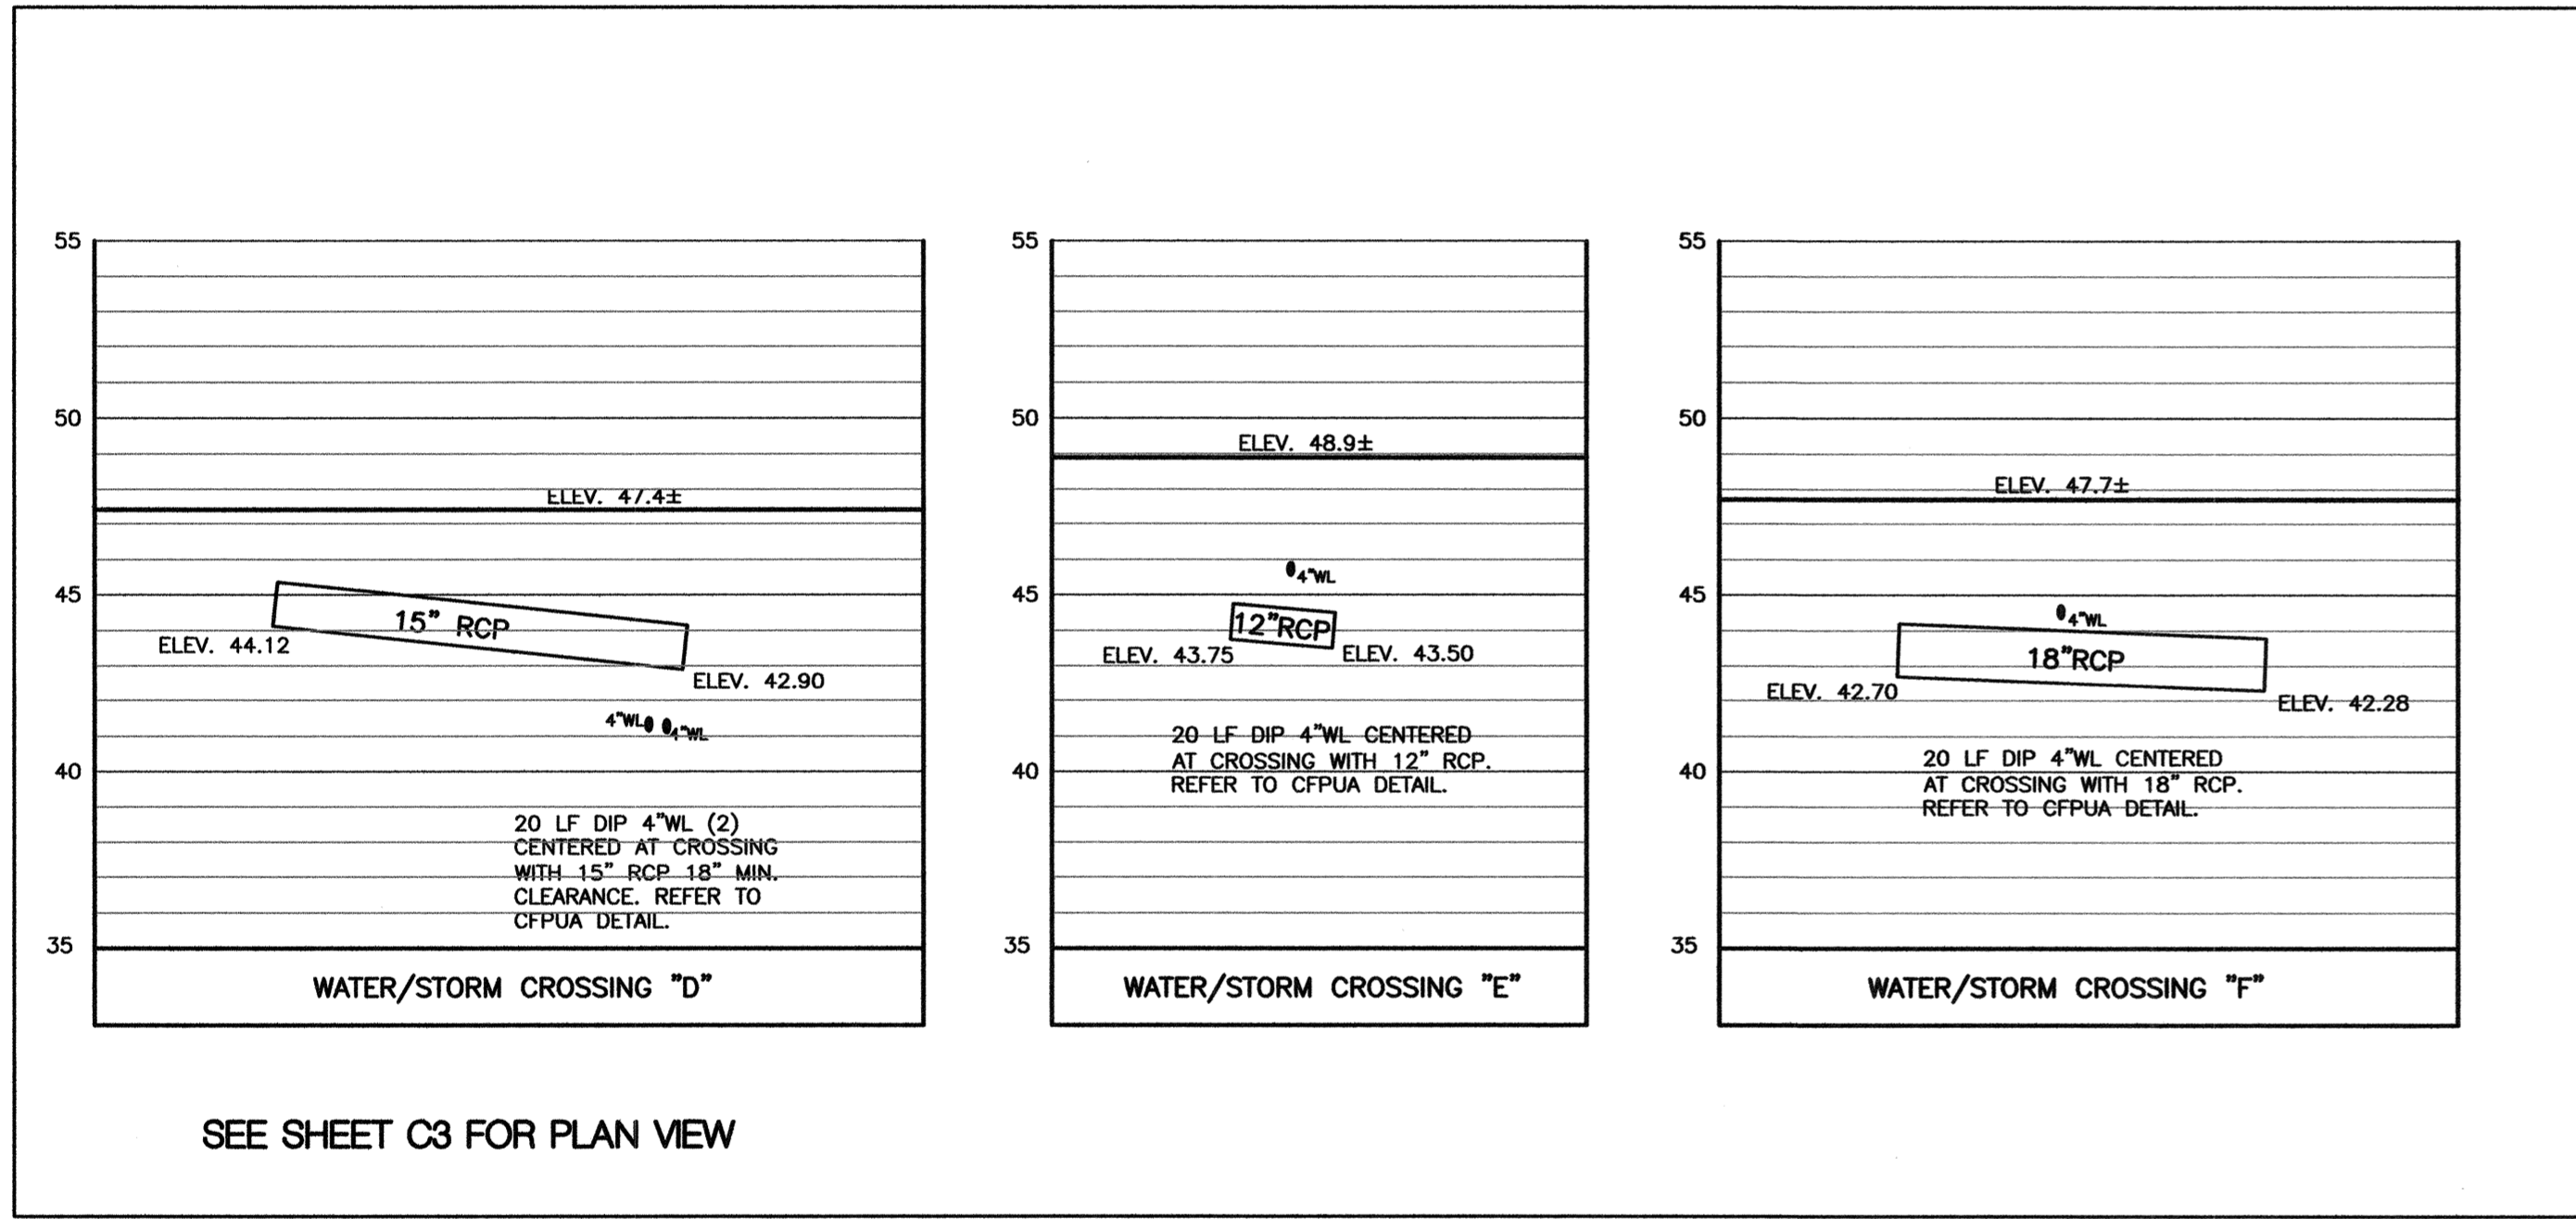 55
50
45
40
35
ELEV. 47.4±
15” RCP
ELEV. 44.12
ELEV. 42.90
4”WL
4”WL
20 LF DIP 4”WL (2)
CENTERED AT CROSSING
WITH 15” RCP 18” MIN.
CLEARANCE. REFER TO
CFPUA DETAIL.
WATER/STORM CROSSING ”D”
55
50
45
40
35
ELEV. 48.9±
4”WL
12”RCP
ELEV. 43.75
ELEV. 43.50
20 LF DIP 4”WL CENTERED
AT CROSSING WITH 12” RCP.
REFER TO CFPUA DETAIL.
WATER/STORM CROSSING ”E”
55
50
45
40
35
ELEV. 47.7±
4”WL
18”RCP
ELEV. 42.70
ELEV. 42.28
20 LF DIP 4”WL CENTERED
AT CROSSING WITH 18” RCP.
REFER TO CFPUA DETAIL.
WATER/STORM CROSSING ”F”
SEE SHEET C3 FOR PLAN VIEW